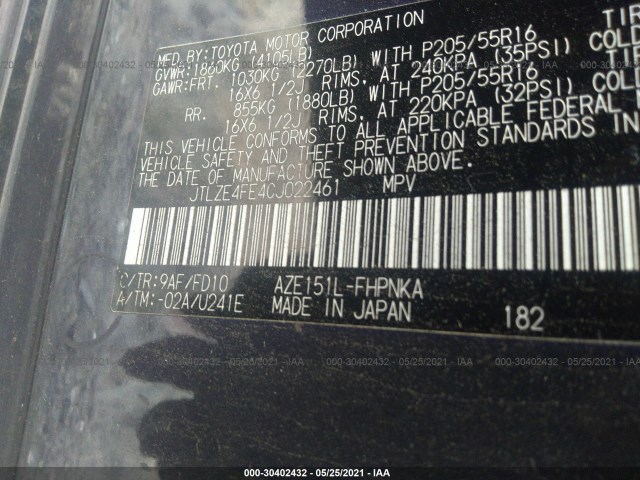 MFD. BY: TOYOTA MOTOR CORPORATION
GVWR: 1860KG (4105LB)
GAWR: FRT. 1030KG (2270LB) WITH P205/55R16 TIR
16X6 1/2J RIMS. AT 240KPA (35PSI) COLD
RR. 855KG (1880LB) WITH P205/55R16
16X6 1/2J RIMS. AT 220KPA (32PSI) COLD
THIS VEHICLE CONFORMS TO ALL APPLICABLE FEDERAL
VEHICLE SAFETY AND THEFT PREVENTION STANDARDS IN
THE DATE OF MANUFACTURE SHOWN ABOVE.
JTLZE4FE4CJ022461 MPV
C/TR: 9AF/FD10 AZE151L-FHPNKA
A/TM: -02A/U241E MADE IN JAPAN 182
000-30402432 - 05/25/2021 - IAA